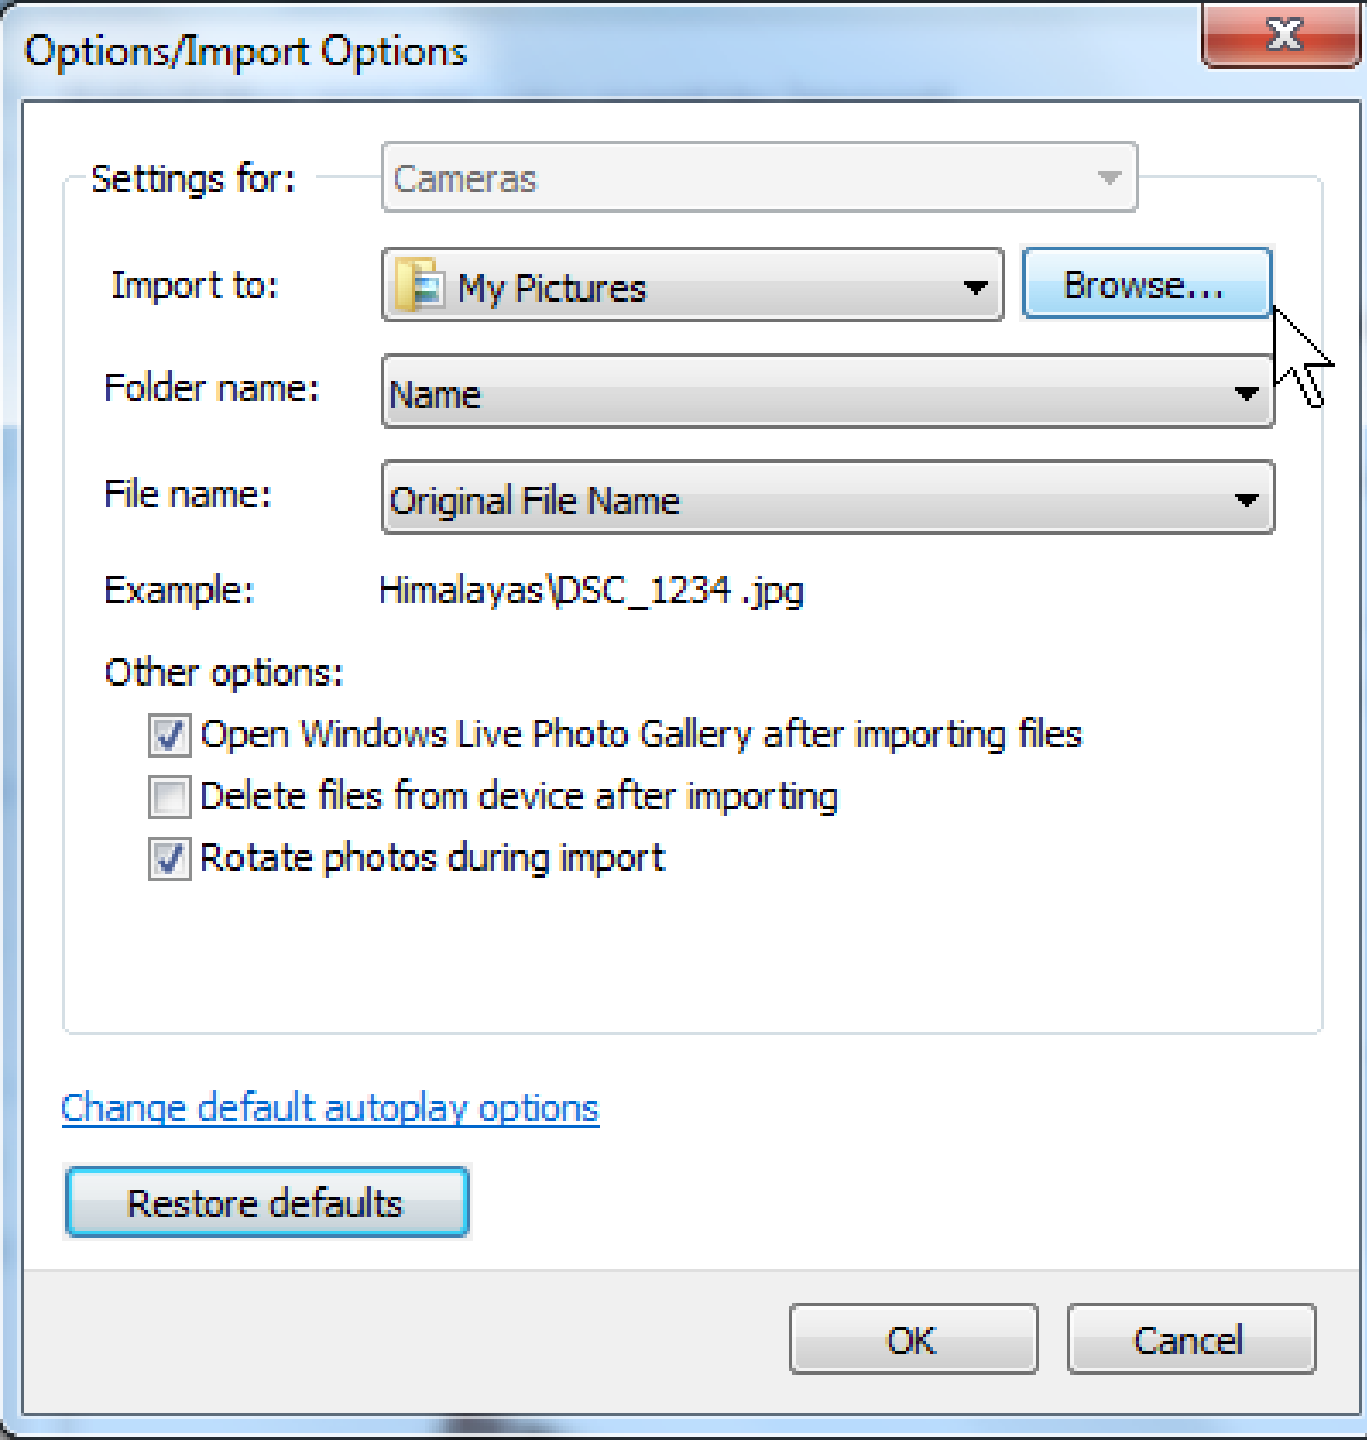 Options/Import Options
Settings for: Cameras
Import to: My Pictures Browse...
Folder name: Name
File name: Original File Name
Example: Himalayas\DSC_1234 .jpg
Other options:
Open Windows Live Photo Gallery after importing files
Delete files from device after importing
Rotate photos during import
Change default autoplay options
Restore defaults
OK Cancel